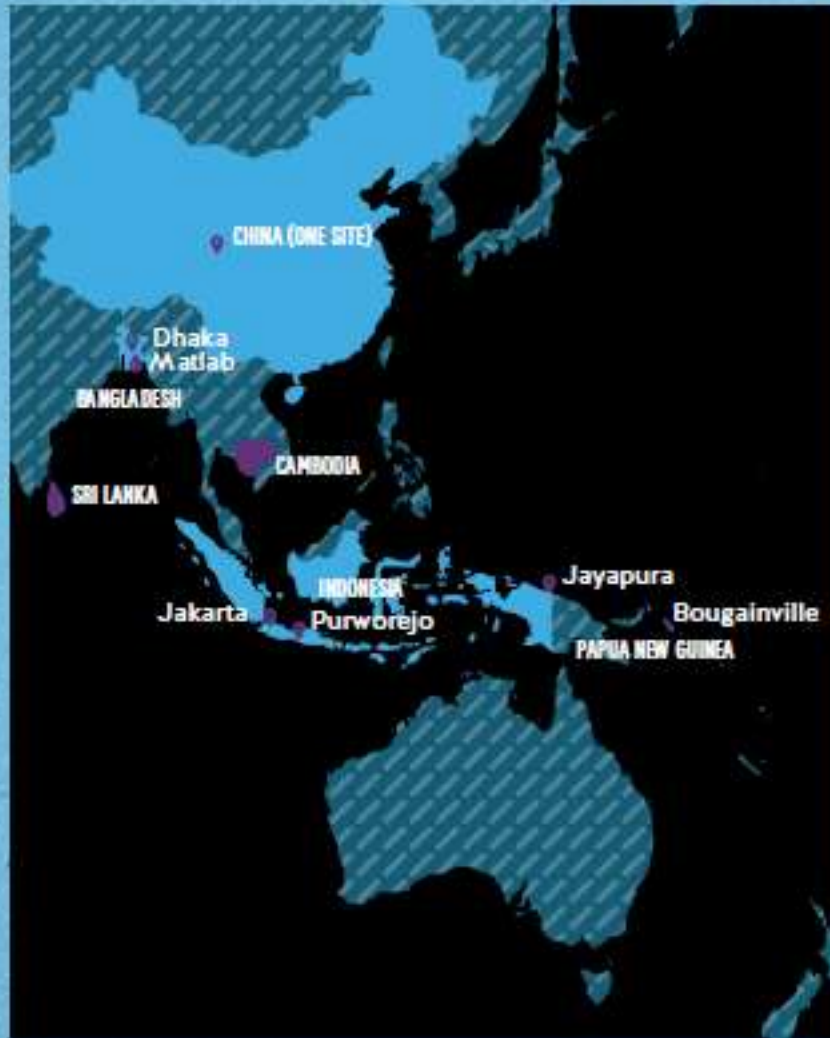 CHINA (ONE SITE)
Dhaka
Matlab
BANGLADESH
CAMBODIA
SRI LANKA
Jayapura
INDONESIA
Jakarta
Purworejo
Bougainville
PAPUA NEW GUINEA